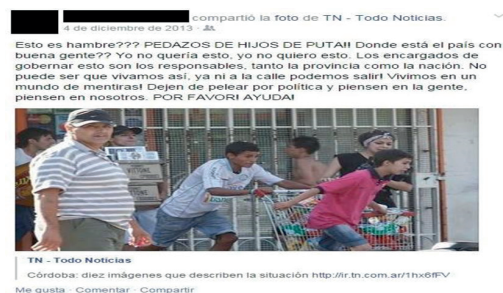 compartió la foto de TN - Todo Noticias.
4 de diciembre de 2013 ·
Esto es hambre??? PEDAZOS DE HIJOS DE PUTA!! Donde está el país con
buena gente?? Yo no quería esto, yo no quiero esto. Los encargados de
gobernar esto son los responsables, tanto la provincia como la nación. No
puede ser que vivamos así, ya ni a la calle podemos salir! Vivimos en un
mundo de mentiras! Dejen de pelear por política y piensen en la gente,
piensen en nosotros. POR FAVOR! AYUDA!
TN - Todo Noticias
Córdoba: diez imágenes que describen la situación http://ir.tn.com.ar/1hx6fFV
Me gusta · Comentar · Compartir